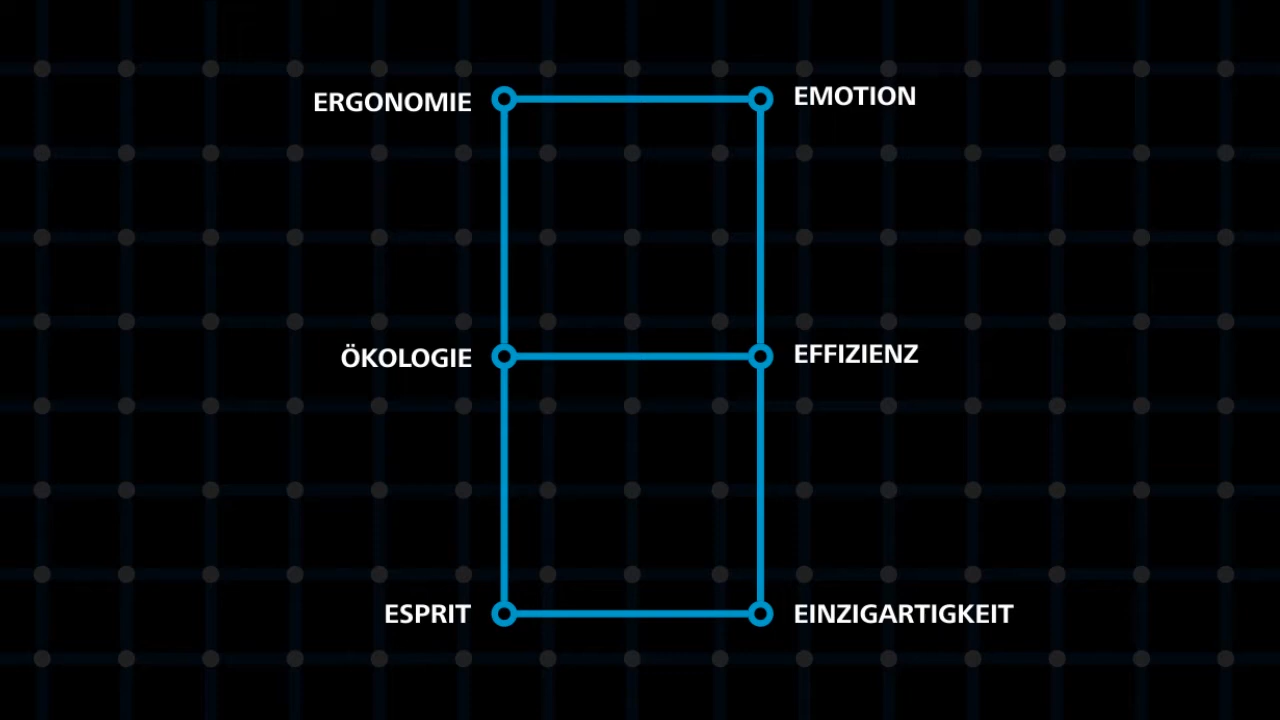 ERGONOMIE
EMOTION
ÖKOLOGIE
EFFIZIENZ
ESPRIT
EINZIGARTIGKEIT